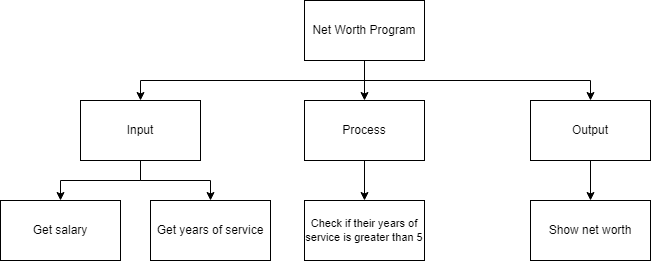 Net Worth Program
Input
Process
Output
Get salary
Get years of service
Check if their years of
service is greater than 5
Show net worth